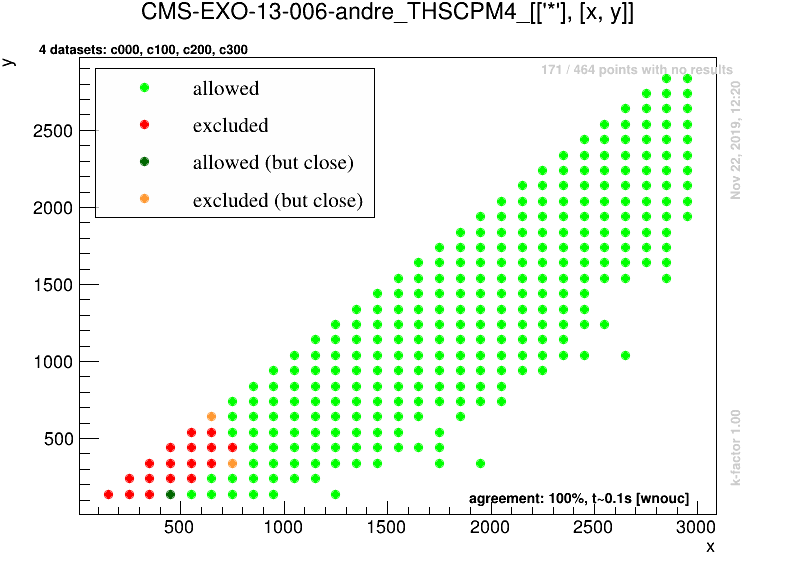 CMS-EXO-13-006-andre_THSCPM4_[['*'], [x, y]]
4 datasets: c000, c100, c200, c300
y
171 / 464 points with no results
allowed
excluded
allowed (but close)
excluded (but close)
Nov 22, 2019, 12:20
2500
2000
1500
1000
500
k-factor 1.00
agreement: 100%, t~0.1s [wnouc]
500 1000 1500 2000 2500 3000
x